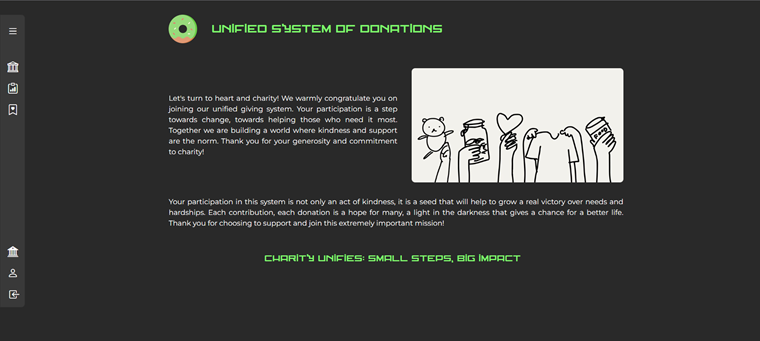 UNIFIED SYSTEM OF DONATIONS
Let's turn to heart and charity! We warmly congratulate you on
joining our unified giving system. Your participation is a step
towards change, towards helping those who need it most.
Together we are building a world where kindness and support
are the norm. Thank you for your generosity and commitment
to charity!
Your participation in this system is not only an act of kindness, it is a seed that will help to grow a real victory over needs and
hardships. Each contribution, each donation is a hope for many, a light in the darkness that gives a chance for a better life.
Thank you for choosing to support and join this extremely important mission!
CHARITY UNIFIES: SMALL STEPS, BIG IMPACT